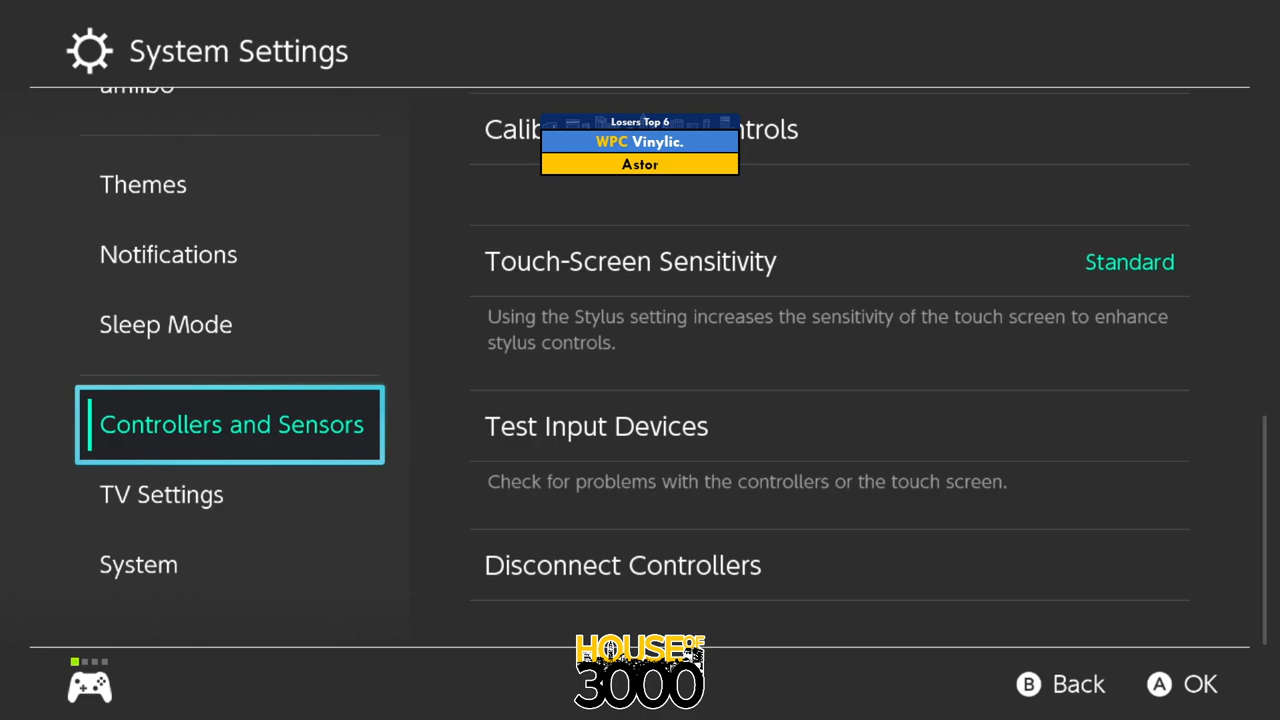 System Settings
amiibo
Themes
Notifications
Sleep Mode
Controllers and Sensors
TV Settings
System
Losers Top 6
WPC Vinylic.
Astor
Touch-Screen Sensitivity
Standard
Using the Stylus setting increases the sensitivity of the touch screen to enhance
stylus controls.
Test Input Devices
Check for problems with the controllers or the touch screen.
Disconnect Controllers
HOUSE OF
3000
B Back
A OK